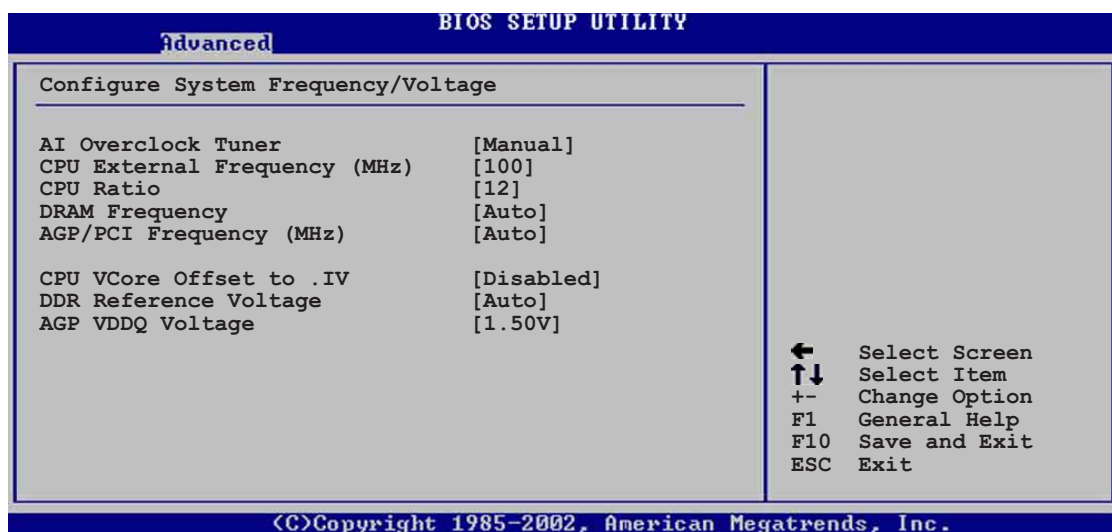 BIOS SETUP UTILITY
Advanced
Configure System Frequency/Voltage
AI Overclock Tuner [Manual]
CPU External Frequency (MHz) [100]
CPU Ratio [12]
DRAM Frequency [Auto]
AGP/PCI Frequency (MHz) [Auto]
CPU VCore Offset to .IV [Disabled]
DDR Reference Voltage [Auto]
AGP VDDQ Voltage [1.50V]
← Select Screen
↑↓ Select Item
+- Change Option
F1 General Help
F10 Save and Exit
ESC Exit
(C)Copyright 1985-2002, American Megatrends, Inc.